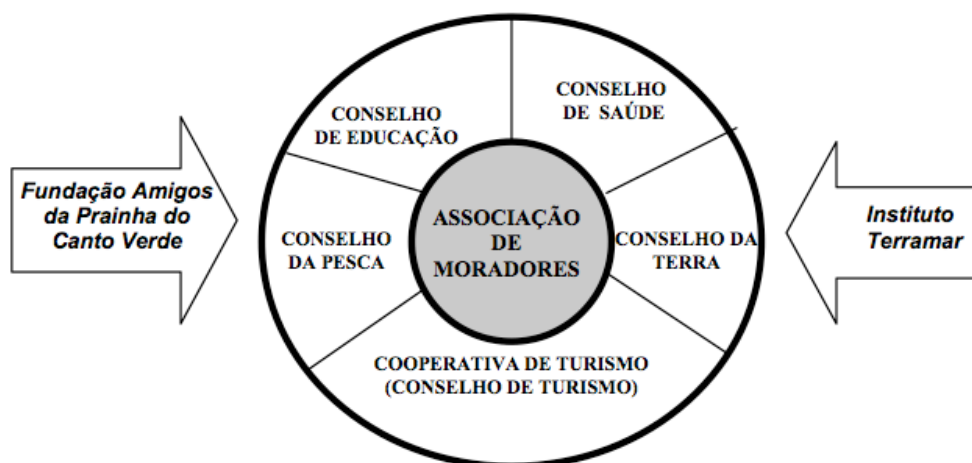 CONSELHO
DE SAÚDE
CONSELHO
DE EDUCAÇÃO
Fundação Amigos
da Prainha do
Canto Verde
ASSOCIAÇÃO
DE
MORADORES
Instituto
Terramar
CONSELHO
DA PESCA
CONSELHO DA
TERRA
COOPERATIVA DE TURISMO
(CONSELHO DE TURISMO)